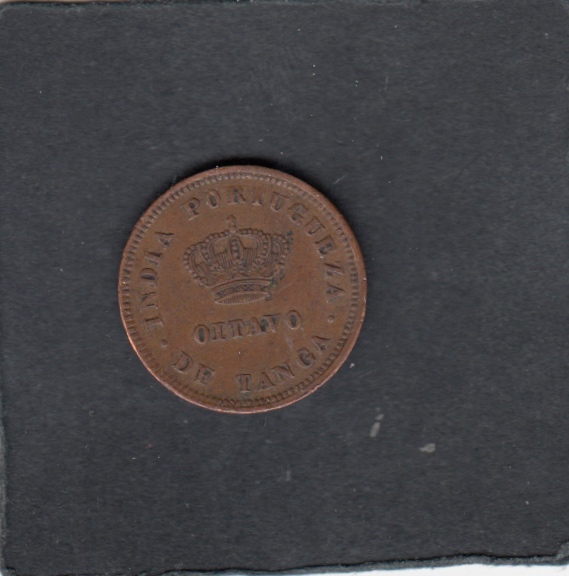 INDIA PORTUGUEZA
OITAVO
DE TANGA